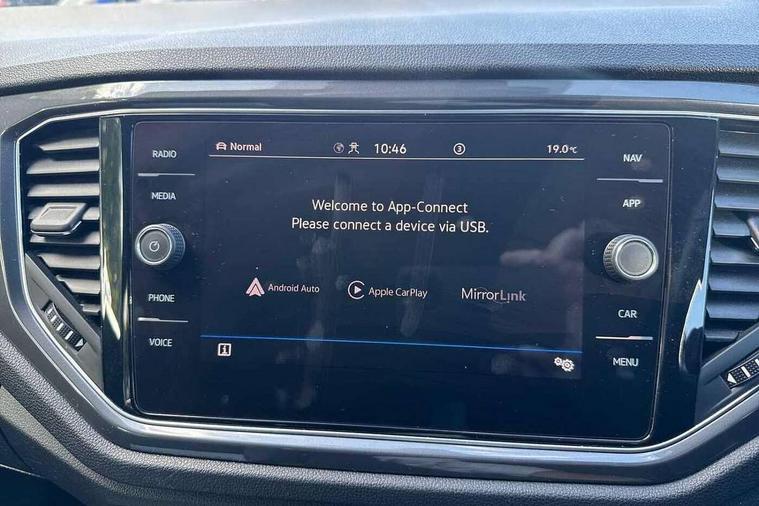 RADIO
MEDIA
PHONE
VOICE
Normal
10:46
3
19.0°C
Welcome to App-Connect
Please connect a device via USB.
Android Auto
Apple CarPlay
MirrorLink
i
NAV
APP
CAR
MENU